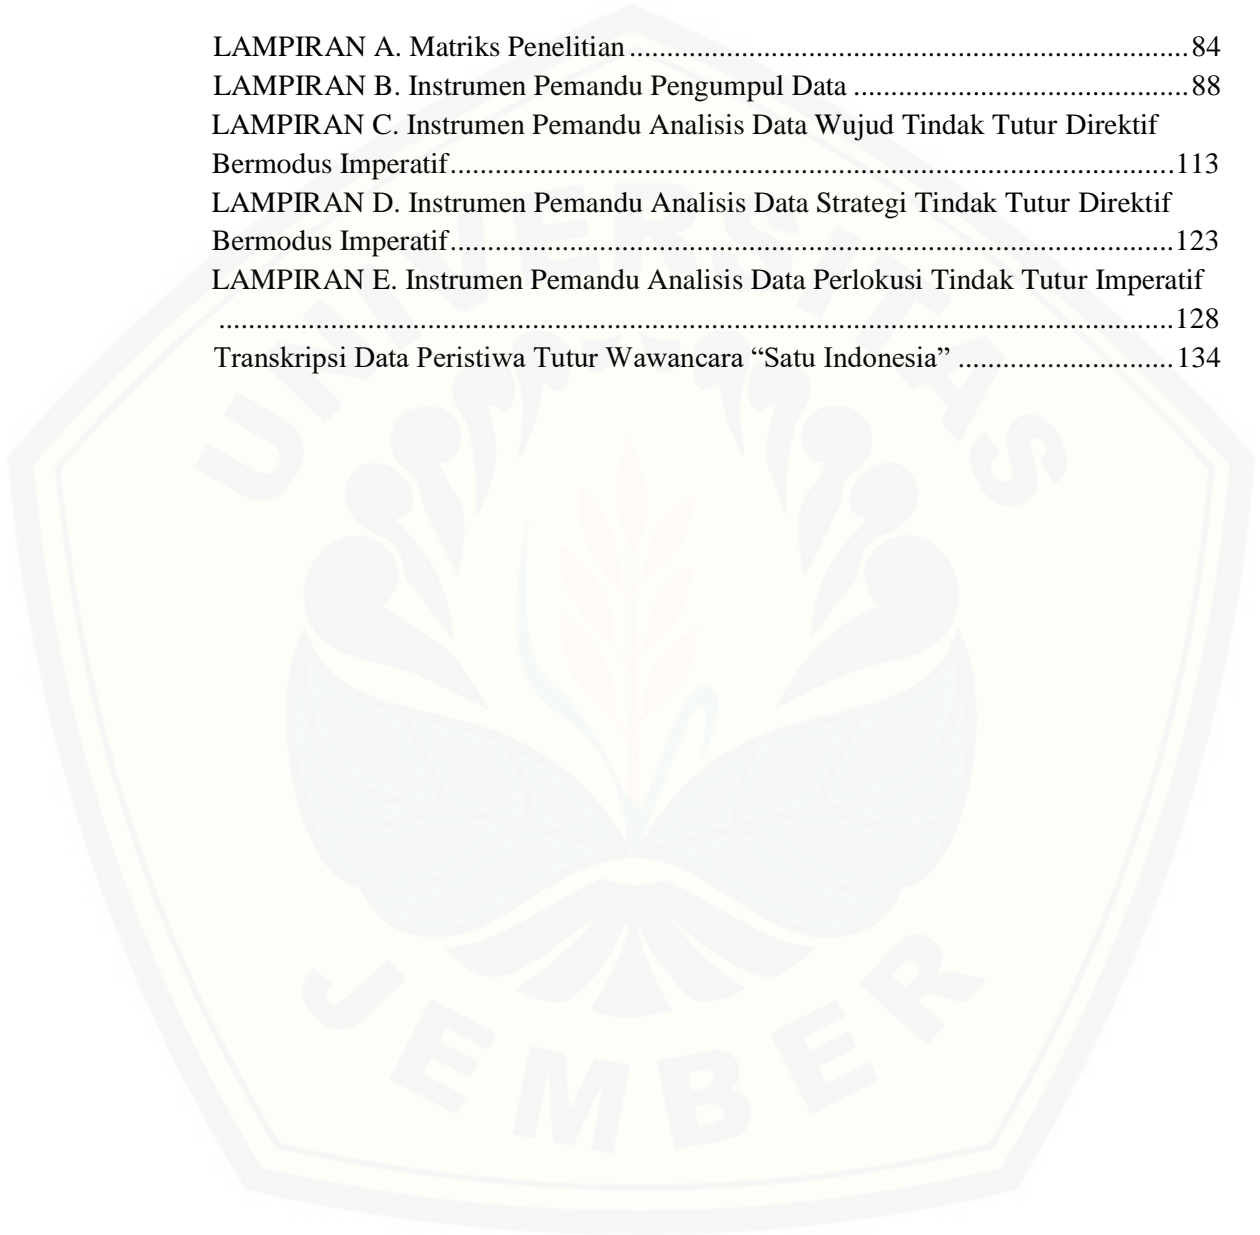 LAMPIRAN A. Matriks Penelitian ........................................................................... 84
LAMPIRAN B. Instrumen Pemandu Pengumpul Data ............................................. 88
LAMPIRAN C. Instrumen Pemandu Analisis Data Wujud Tindak Tutur Direktif
Bermodus Imperatif ................................................................................................. 113
LAMPIRAN D. Instrumen Pemandu Analisis Data Strategi Tindak Tutur Direktif
Bermodus Imperatif ................................................................................................. 123
LAMPIRAN E. Instrumen Pemandu Analisis Data Perlokusi Tindak Tutur Imperatif
................................................................................................................................ 128
Transkripsi Data Peristiwa Tutur Wawancara “Satu Indonesia” ............................. 134
UNIVERSITAS
JEMBER